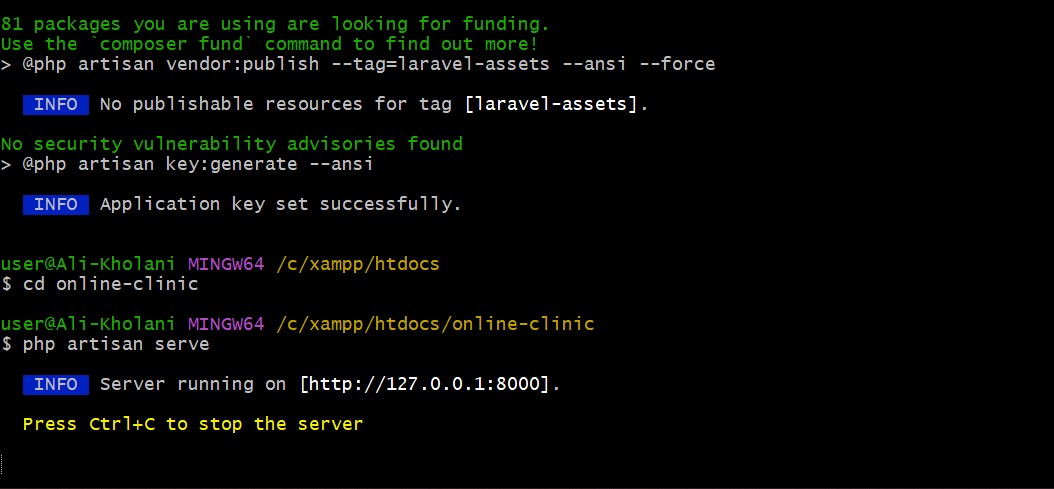 81 packages you are using are looking for funding.
Use the `composer fund` command to find out more!
> @php artisan vendor:publish --tag=laravel-assets --ansi --force
INFO No publishable resources for tag [laravel-assets].
No security vulnerability advisories found
> @php artisan key:generate --ansi
INFO Application key set successfully.
user@Ali-Kholani MINGW64 /c/xampp/htdocs
$ cd online-clinic
user@Ali-Kholani MINGW64 /c/xampp/htdocs/online-clinic
$ php artisan serve
INFO Server running on [http://127.0.0.1:8000].
Press Ctrl+C to stop the server